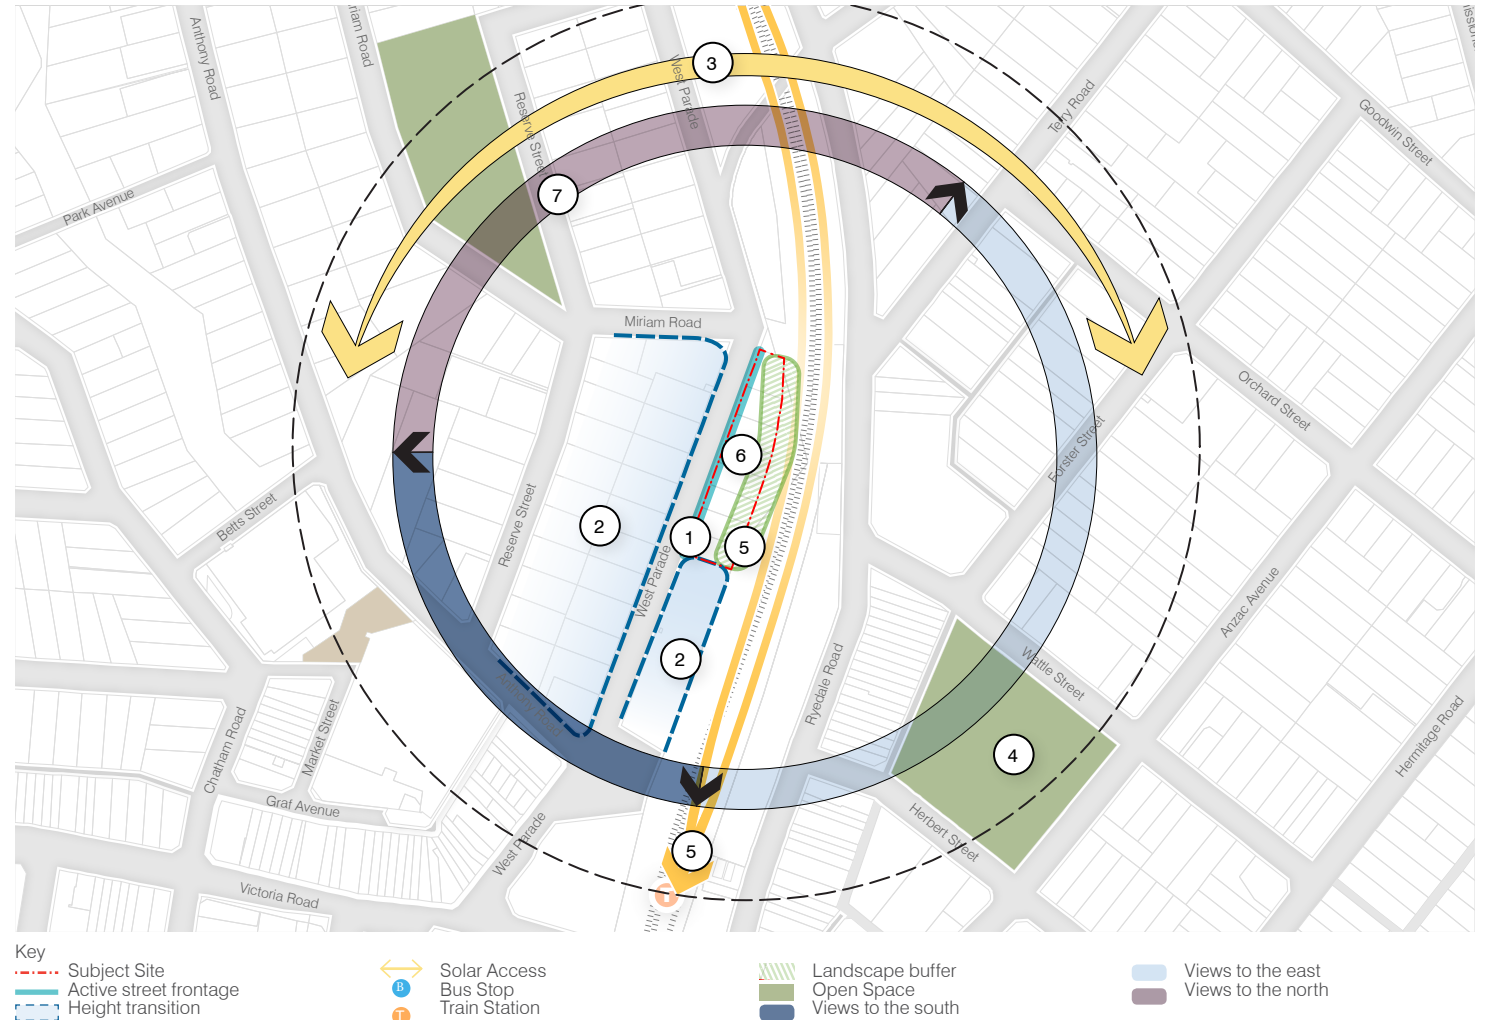 Anthony Road
riam Road
West Parade
3
Terry Road
Goodwin Street
Reserve Street
Park Avenue
7
Miriam Road
Orchard Street
Forster Street
6
Betts Street
Reserve Street
2
1
5
West Parade
Anzac Avenue
2
Wattle Street
Anthony Road
Ryedale Road
Hermitage Road
Chatham Road
Market Street
4
Graf Avenue
West Parade
Herbert Street
5
Victoria Road
T
Key
Subject Site
Active street frontage
Height transition
Solar Access
B Bus Stop
T Train Station
Landscape buffer
Open Space
Views to the south
Views to the east
Views to the north